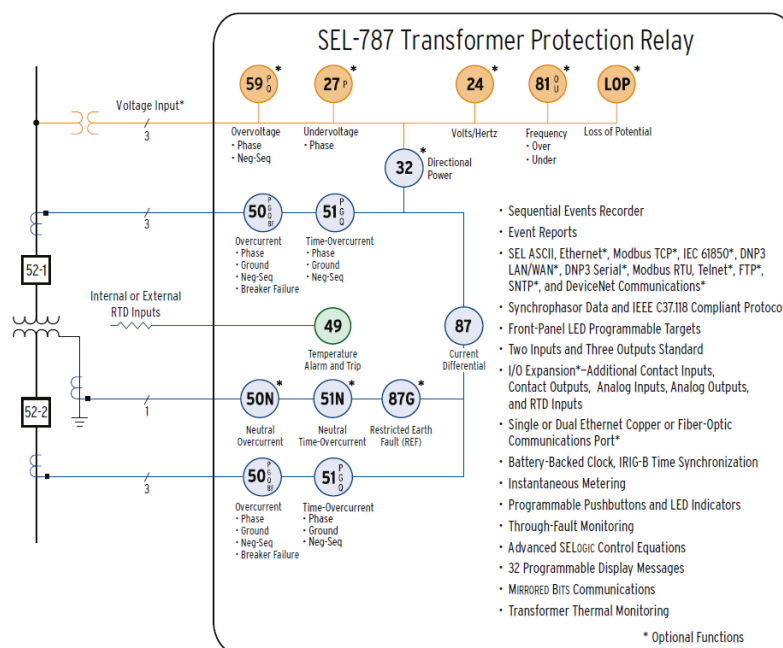 SEL-787 Transformer Protection Relay
Voltage Input*
3
59 P Q *
Overvoltage
• Phase
• Neg-Seq
27 P *
Undervoltage
• Phase
24 *
Volts/Hertz
81 O U *
Frequency
• Over
• Under
LOP *
Loss of Potential
32 *
Directional
Power
3
50 P G Q BF
Overcurrent
• Phase
• Ground
• Neg-Seq
• Breaker Failure
51 P G Q
Time-Overcurrent
• Phase
• Ground
• Neg-Seq
52-1
Internal or External
RTD Inputs
49
Temperature
Alarm and Trip
87
Current
Differential
1
50N *
Neutral
Overcurrent
51N *
Neutral
Time-Overcurrent
87G *
Restricted Earth
Fault (REF)
52-2
3
50 P G Q BF
Overcurrent
• Phase
• Ground
• Neg-Seq
• Breaker Failure
51 P G Q
Time-Overcurrent
• Phase
• Ground
• Neg-Seq
• Sequential Events Recorder
• Event Reports
• SEL ASCII, Ethernet*, Modbus TCP*, IEC 61850*, DNP3
LAN/WAN*, DNP3 Serial*, Modbus RTU, Telnet*, FTP*,
SNTP*, and DeviceNet Communications*
• Synchrophasor Data and IEEE C37.118 Compliant Protoco
• Front-Panel LED Programmable Targets
• Two Inputs and Three Outputs Standard
• I/O Expansion*–Additional Contact Inputs,
Contact Outputs, Analog Inputs, Analog Outputs,
and RTD Inputs
• Single or Dual Ethernet Copper or Fiber-Optic
Communications Port*
• Battery-Backed Clock, IRIG-B Time Synchronization
• Instantaneous Metering
• Programmable Pushbuttons and LED Indicators
• Through-Fault Monitoring
• Advanced SELOGIC Control Equations
• 32 Programmable Display Messages
• MIRRORED BITS Communications
• Transformer Thermal Monitoring
* Optional Functions